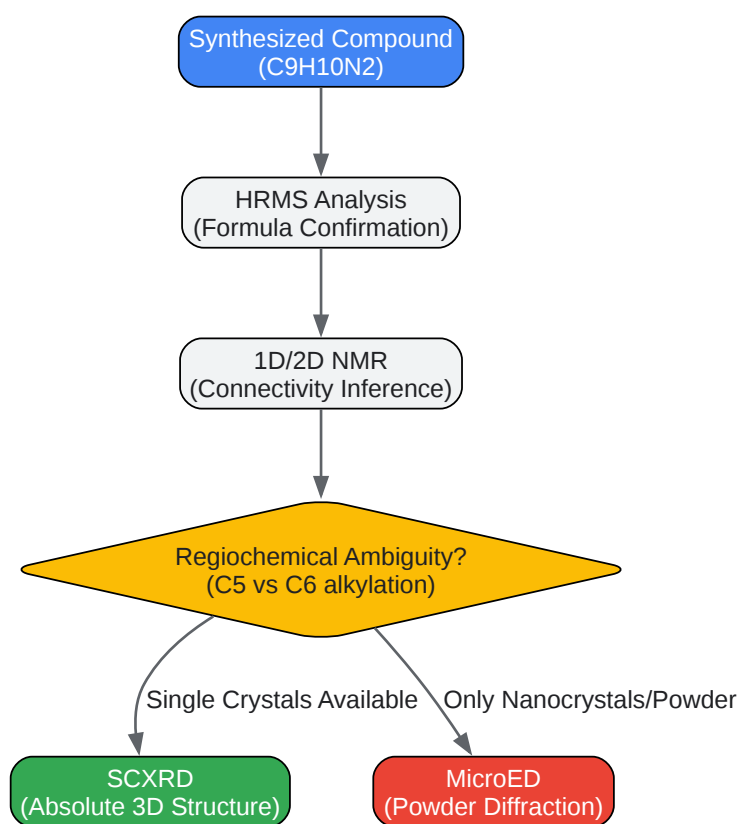 Synthesized Compound
(C9H10N2)
HRMS Analysis
(Formula Confirmation)
1D/2D NMR
(Connectivity Inference)
Regiochemical Ambiguity?
(C5 vs C6 alkylation)
Single Crystals Available
Only Nanocrystals/Powder
SCXRD
(Absolute 3D Structure)
MicroED
(Powder Diffraction)